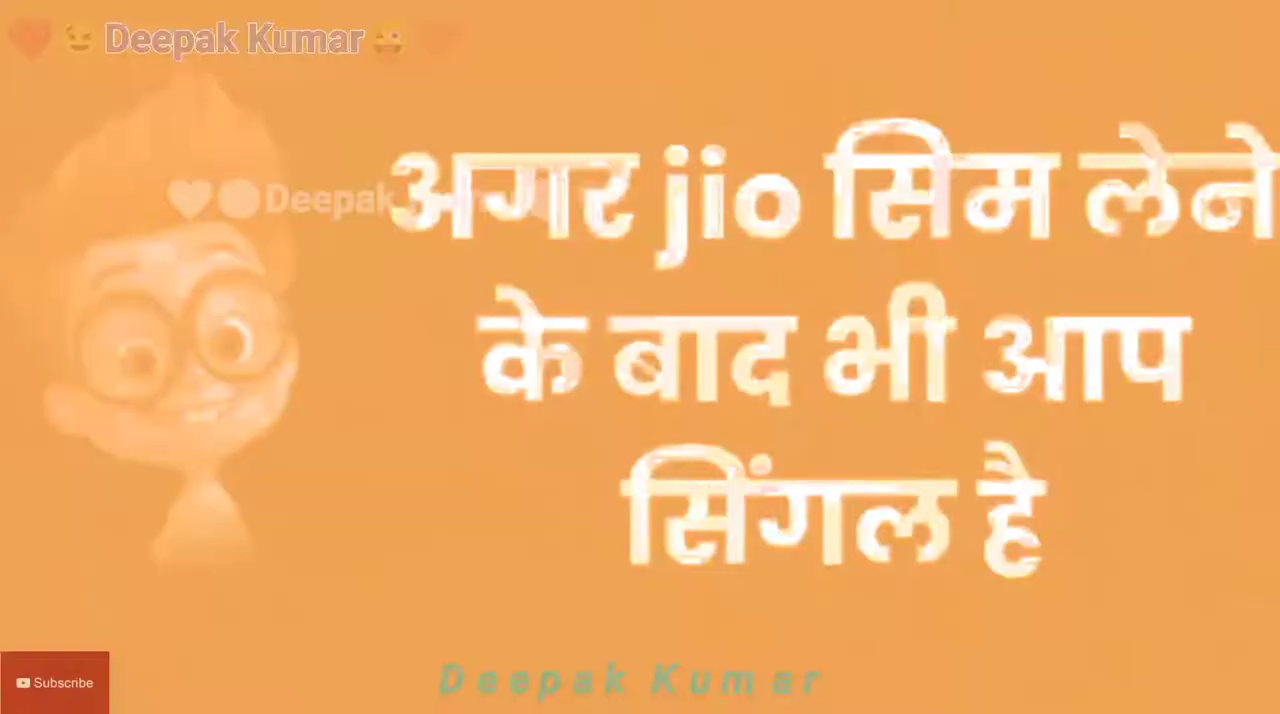 Deepak Kumar
Deepak
अगर jio सिम लेने
के बाद भी आप
सिंगल है
Subscribe
Deepak Kumar